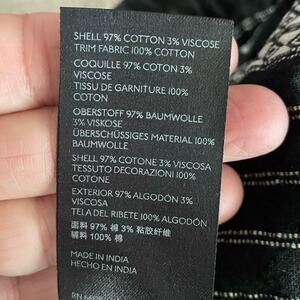 SHELL 97% COTTON 3% VISCOSE
TRIM FABRIC 100% COTTON
COQUILLE 97% COTON 3%
VISCOSE
TISSU DE GARNITURE 100%
COTON
OBERSTOFF 97% BAUMWOLLE
3% VISKOSE
ÜBERSCHÜSSIGES MATERIAL 100%
BAUMWOLLE
SHELL 97% COTONE 3% VISCOSA
TESSUTO DECORAZIONI 100%
COTONE
EXTERIOR 97% ALGODÓN 3%
VISCOSA
TELA DEL RIBETE 100% ALGODÓN
面料 97% 棉 3% 粘胶纤维
辅料 100% 棉
MADE IN INDIA
HECHO EN INDIA
RN